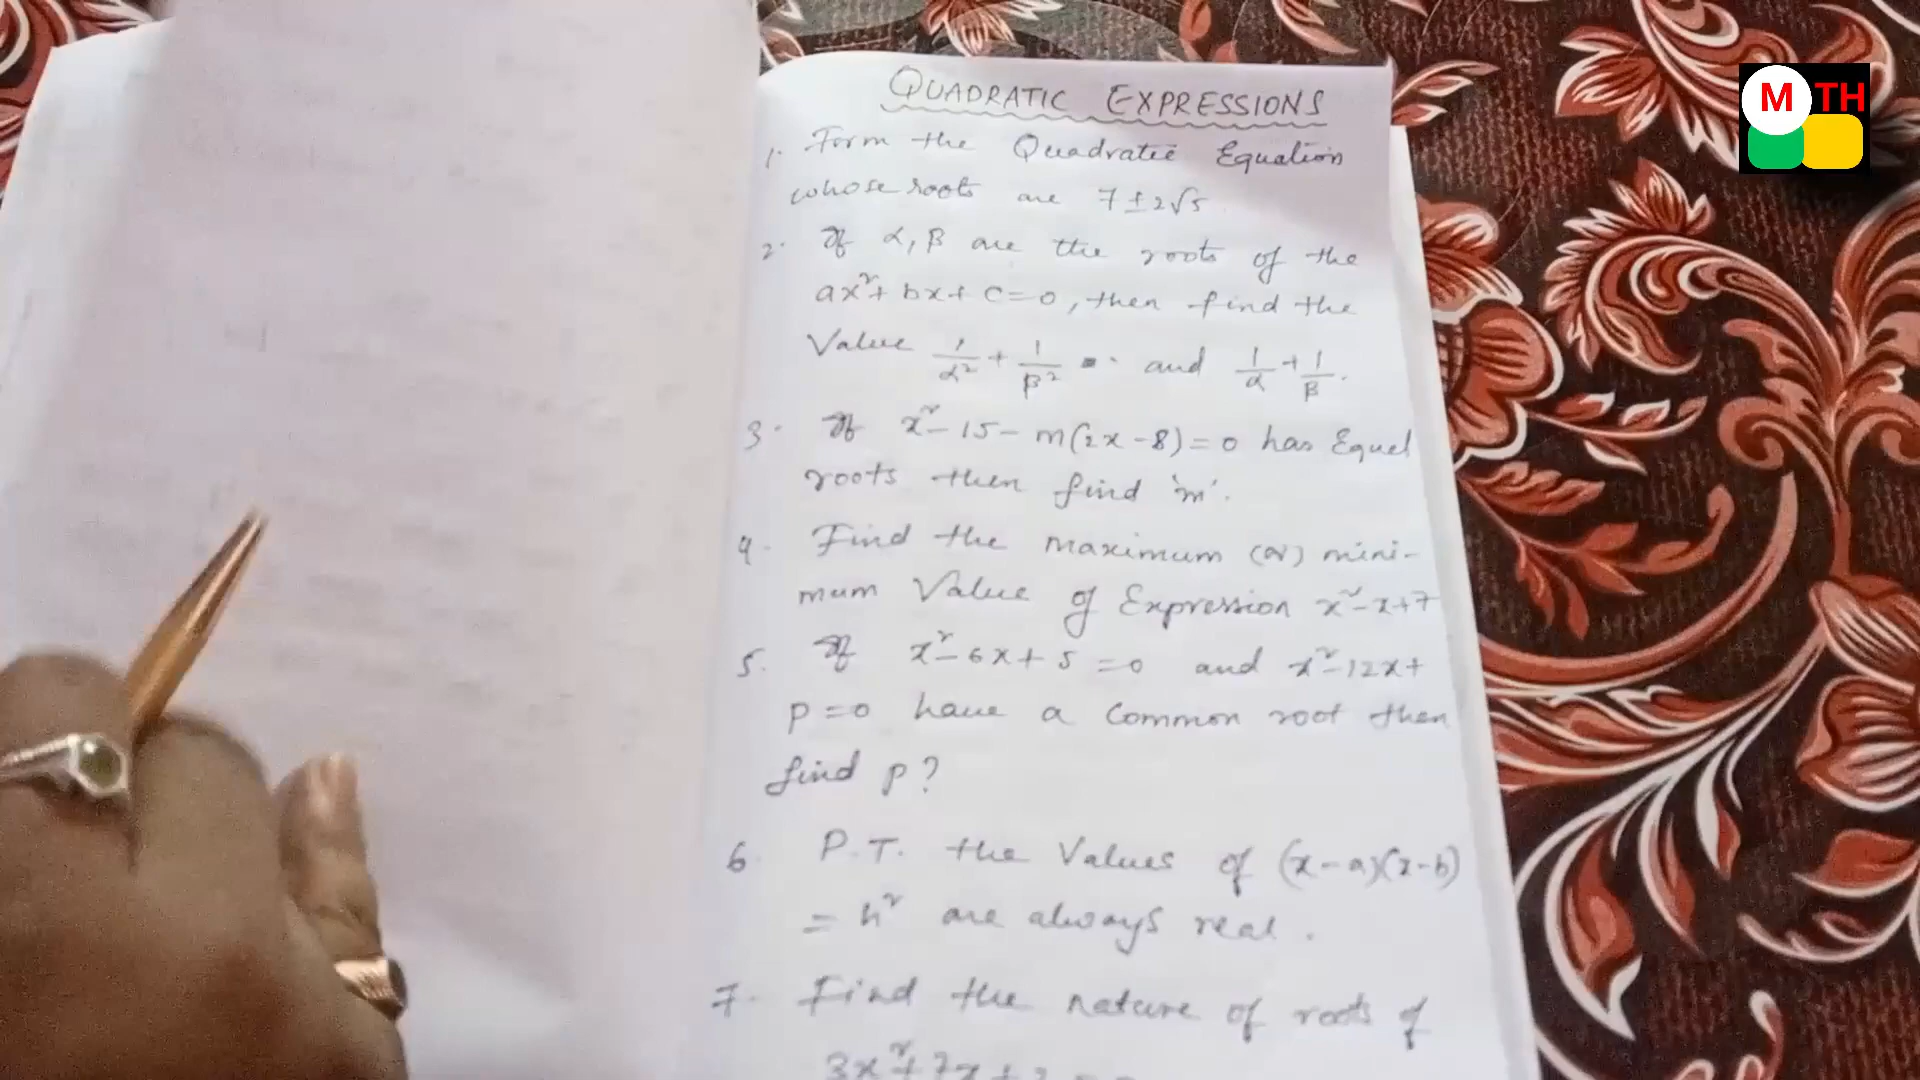 QUADRATIC EXPRESSIONS
1. Form the Quadratic Equation
whose roots are 7 ± 2√5
2. If α, β are the roots of the
ax²+ bx+ c=0, then find the
Value 1/α² + 1/β² and 1/α + 1/β.
3. If x²- 15 - m(2x-8)=0 has Equel
roots then find 'm'.
4. Find the maximum (or) mini-
mum Value of Expression x²-x+7
5. If x²-6x+5=0 and x²-12x+
p=0 have a Common root then
find p?
6. P.T. the Values of (x-a)(x-b)
= h² are always real.
7. Find the nature of roots of
3x²+7x+
M TH